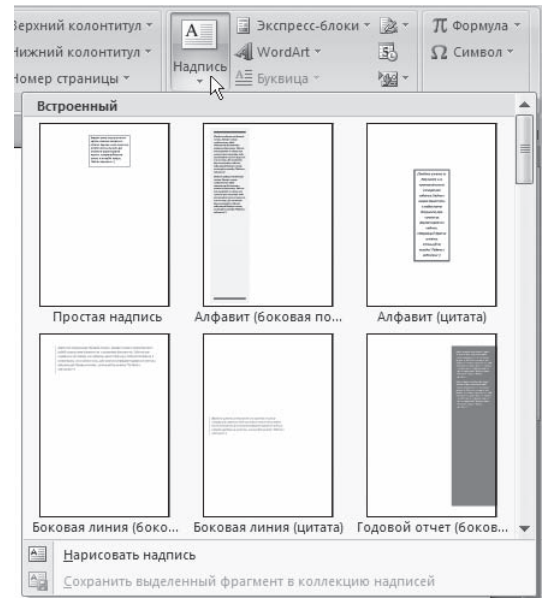 Верхний колонтитул
Нижний колонтитул
Номер страницы
A
Надпись
Экспресс-блоки
WordArt
Буквица
π Формула
Ω Символ
Встроенный
Простая надпись
Алфавит (боковая по...
Алфавит (цитата)
Боковая линия (боко...
Боковая линия (цитата)
Годовой отчет (боков...
Нарисовать надпись
Сохранить выделенный фрагмент в коллекцию надписей